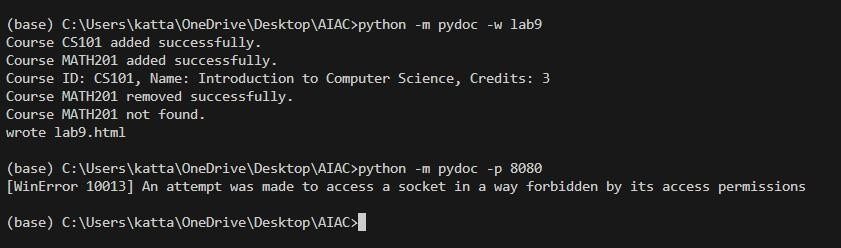 (base) C:\Users\katta\OneDrive\Desktop\AIAC>python -m pydoc -w lab9
Course CS101 added successfully.
Course MATH201 added successfully.
Course ID: CS101, Name: Introduction to Computer Science, Credits: 3
Course MATH201 removed successfully.
Course MATH201 not found.
wrote lab9.html
(base) C:\Users\katta\OneDrive\Desktop\AIAC>python -m pydoc -p 8080
[WinError 10013] An attempt was made to access a socket in a way forbidden by its access permissions
(base) C:\Users\katta\OneDrive\Desktop\AIAC>